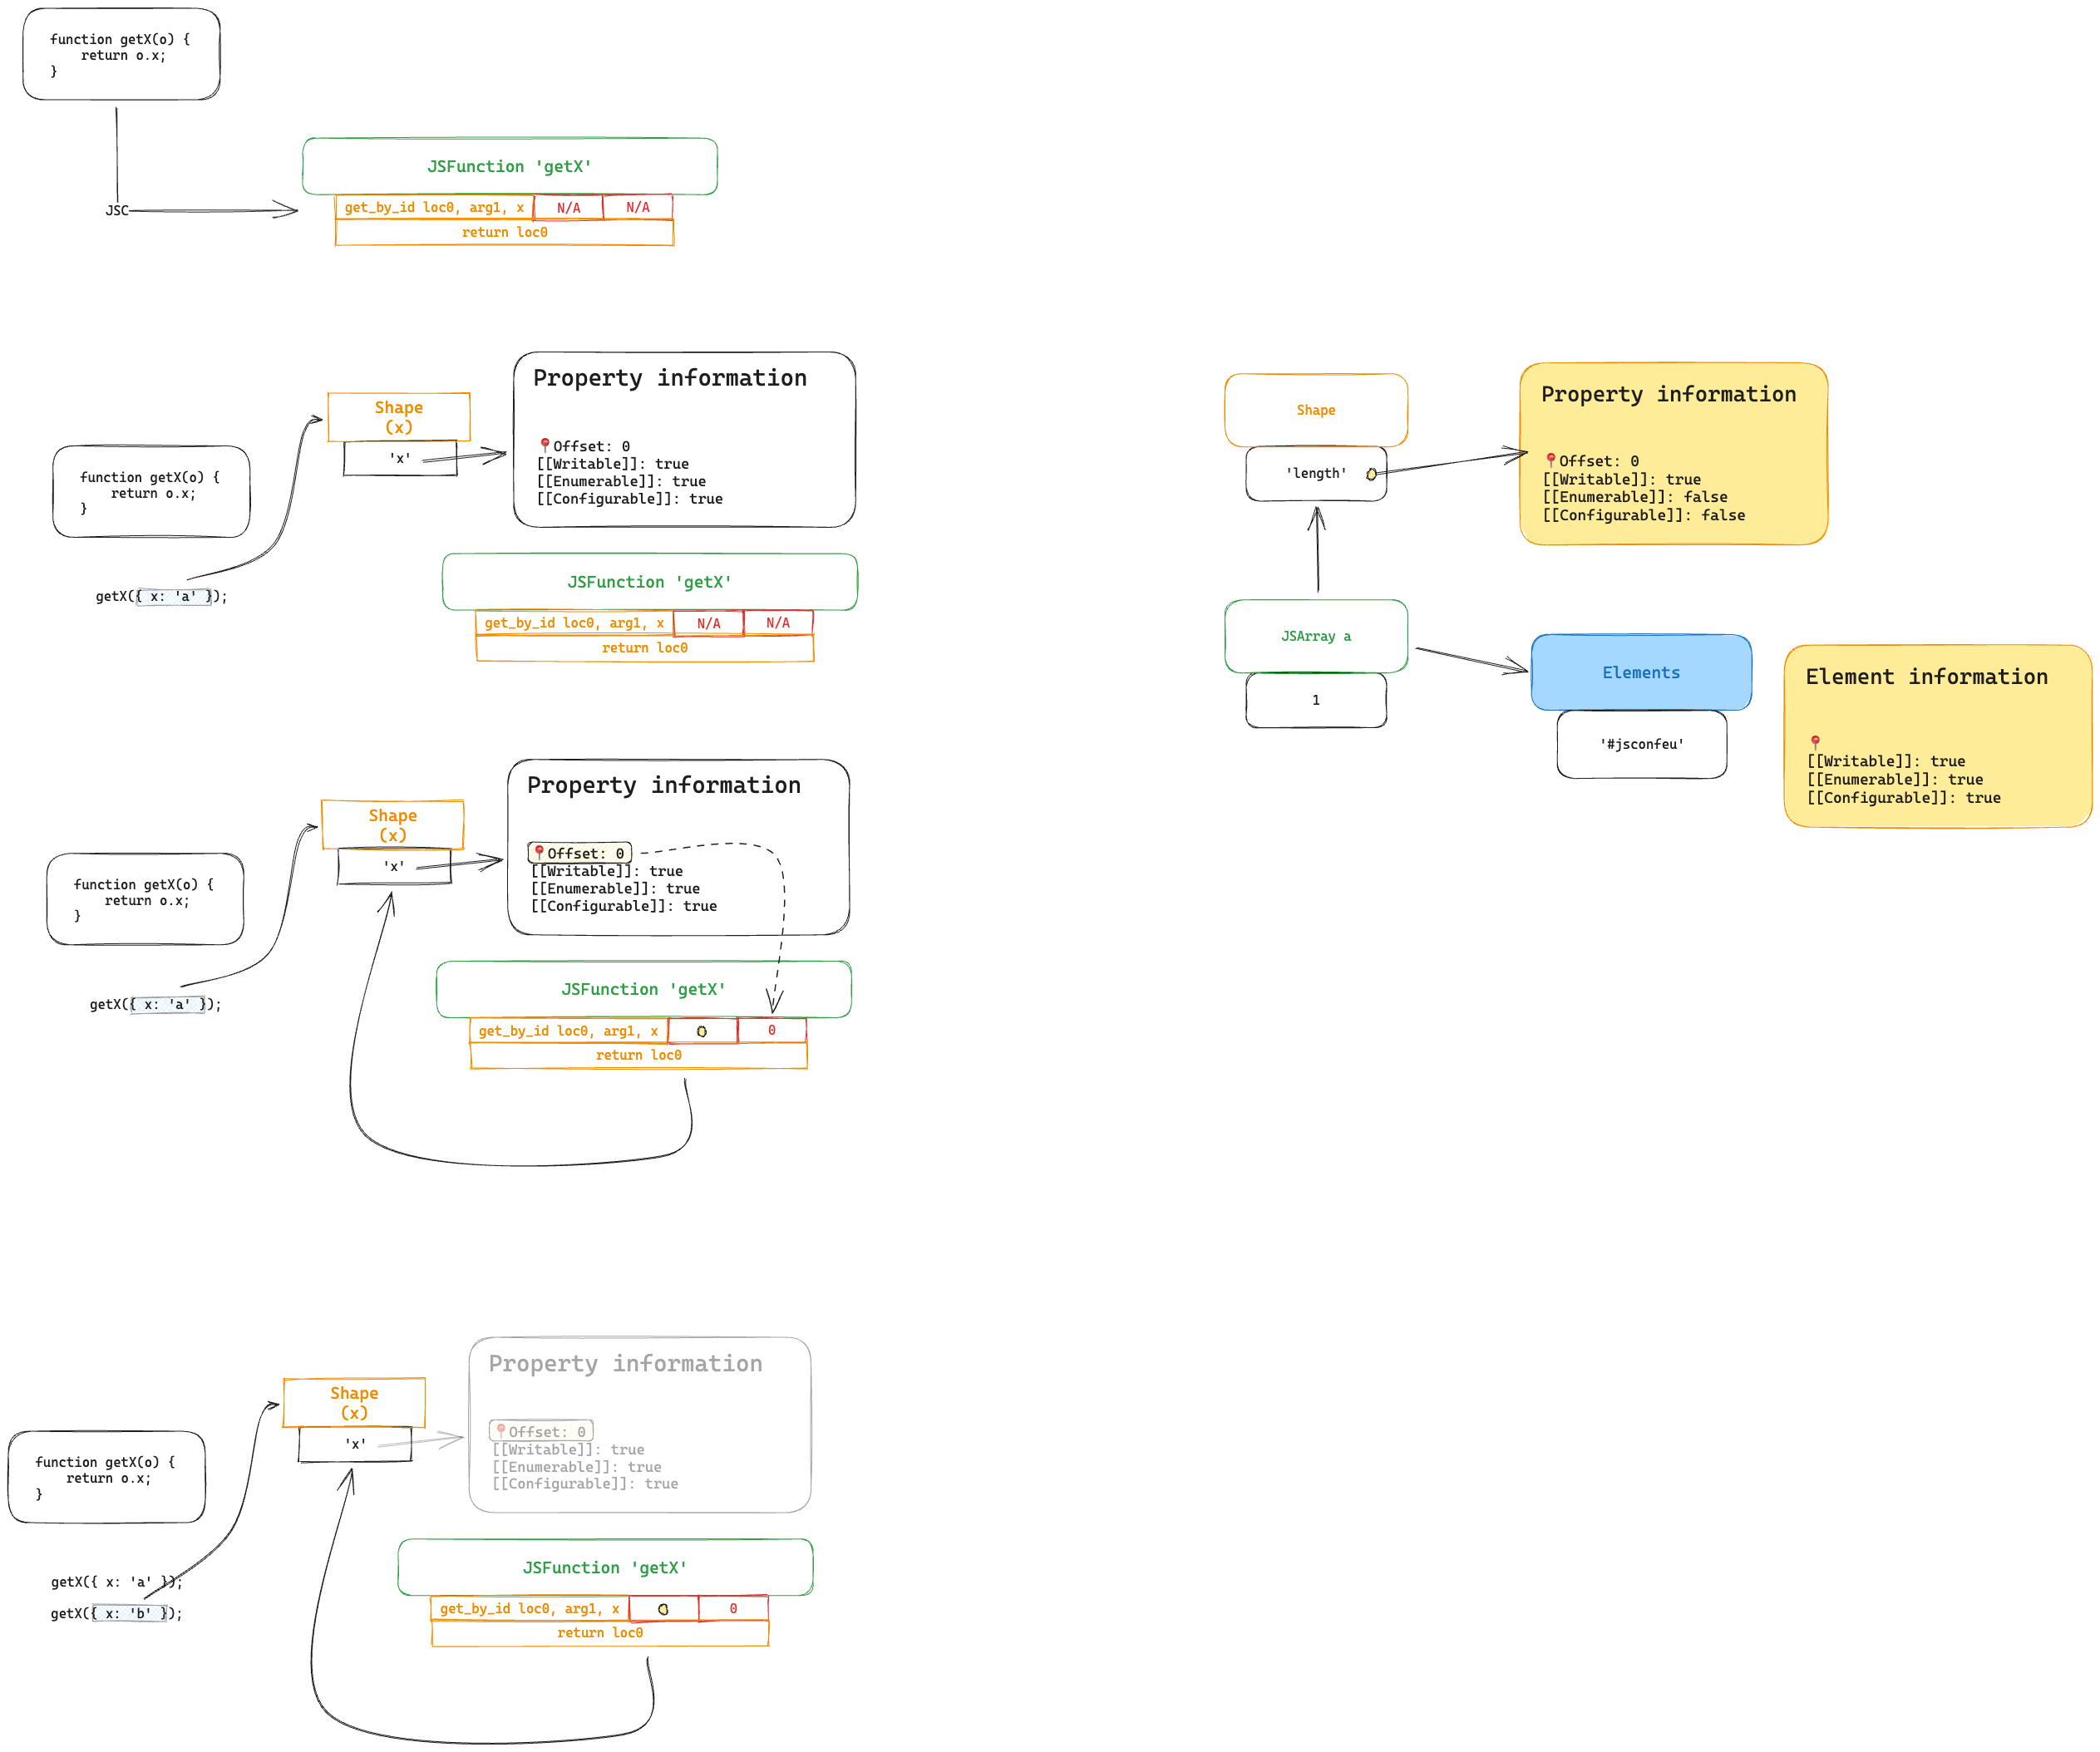 function getX(o) {
    return o.x;
}
JSC
JSFunction 'getX'
get_by_id loc0, arg1, x
N/A
N/A
return loc0
Property information
Shape
(x)
'x'
📍Offset: 0
[[Writable]]: true
[[Enumerable]]: true
[[Configurable]]: true
function getX(o) {
    return o.x;
}
getX({ x: 'a' });
JSFunction 'getX'
get_by_id loc0, arg1, x
N/A
N/A
return loc0
Property information
Shape
(x)
'x'
📍Offset: 0
[[Writable]]: true
[[Enumerable]]: true
[[Configurable]]: true
function getX(o) {
    return o.x;
}
getX({ x: 'a' });
JSFunction 'getX'
get_by_id loc0, arg1, x
0
return loc0
Property information
Shape
(x)
'x'
📍Offset: 0
[[Writable]]: true
[[Enumerable]]: true
[[Configurable]]: true
function getX(o) {
    return o.x;
}
getX({ x: 'a' });
getX({ x: 'b' });
JSFunction 'getX'
get_by_id loc0, arg1, x
0
return loc0
Shape
'length'
Property information
📍Offset: 0
[[Writable]]: true
[[Enumerable]]: false
[[Configurable]]: false
JSArray a
1
Elements
'#jsconfeu'
Element information
📍
[[Writable]]: true
[[Enumerable]]: true
[[Configurable]]: true